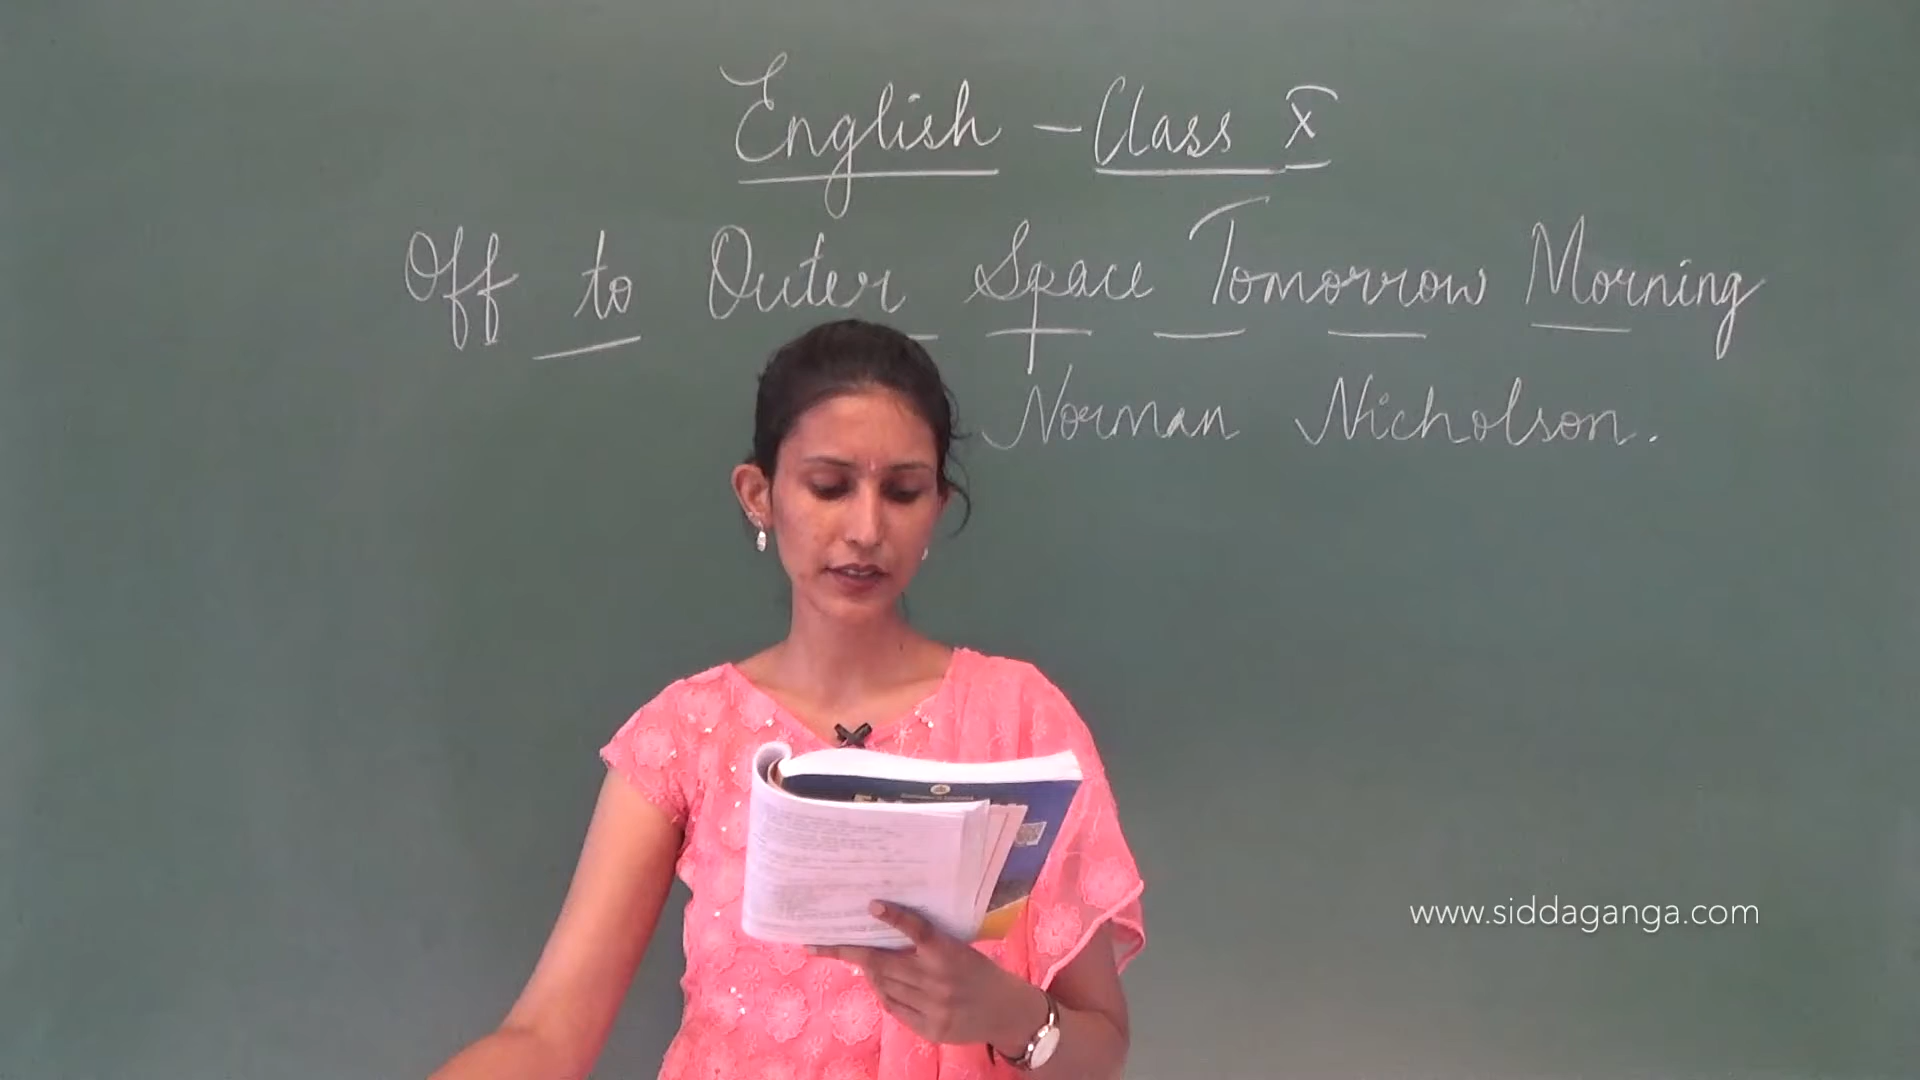 English - Class X
Off to Outer Space Tomorrow Morning
Norman Nicholson.
www.siddaganga.com